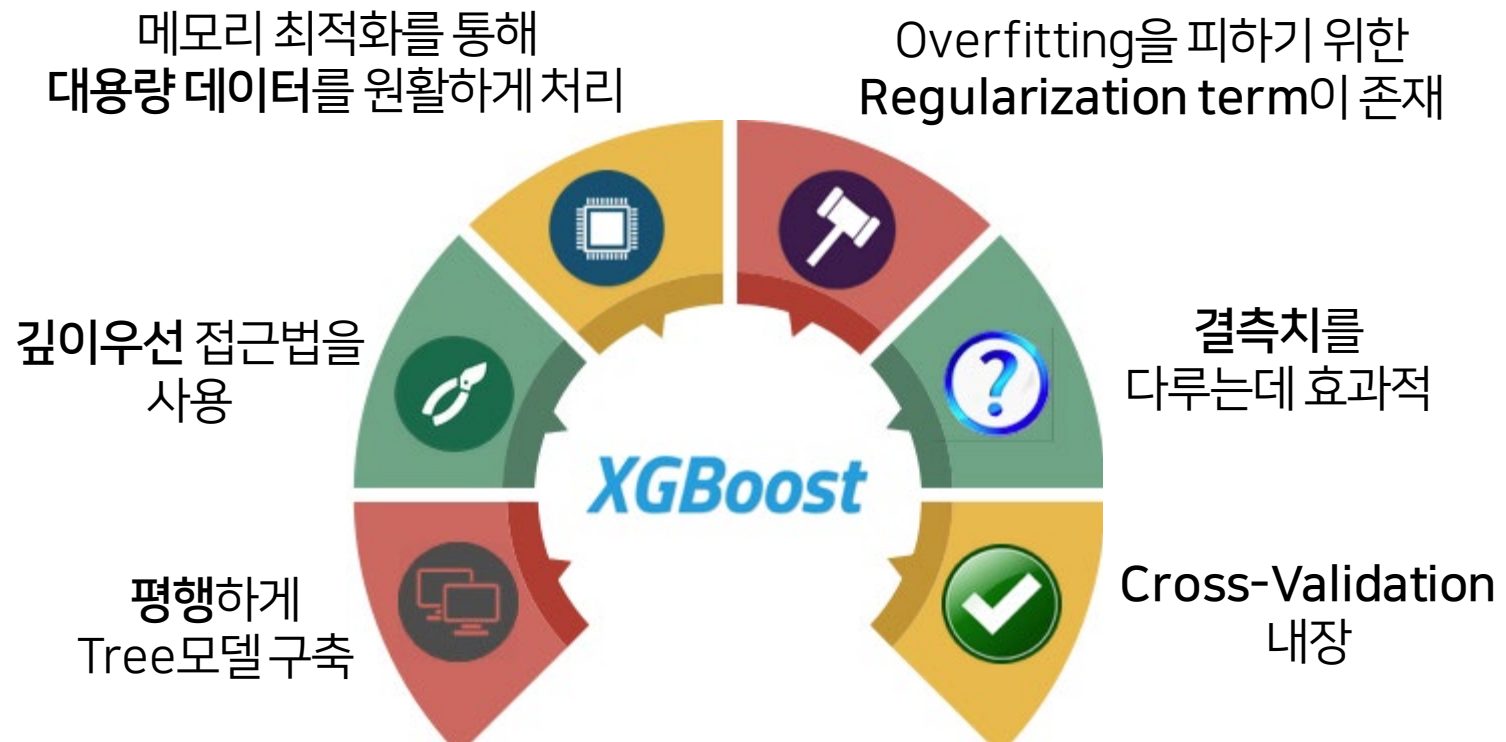 메모리 최적화를 통해
대용량 데이터를 원활하게 처리
Overfitting을 피하기 위한
Regularization term이 존재
깊이우선 접근법을
사용
결측치를
다루는데 효과적
XGBoost
평행하게
Tree모델 구축
Cross-Validation
내장